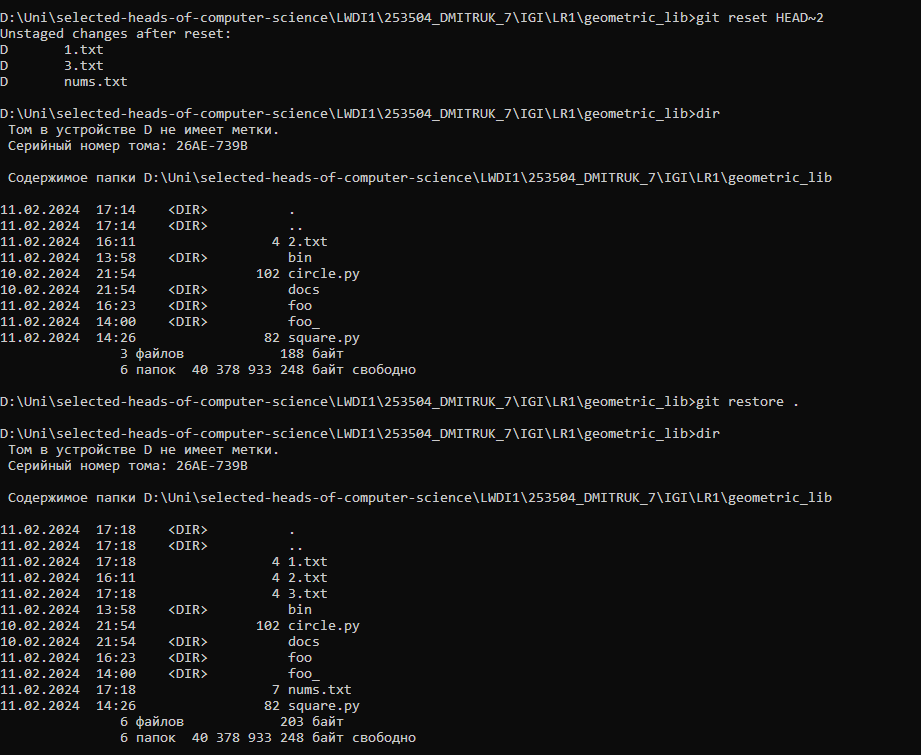 D:\Uni\selected-heads-of-computer-science\LWDI1\253504_DMITRUK_7\IGI\LR1\geometric_lib>git reset HEAD~2
Unstaged changes after reset:
D       1.txt
D       3.txt
D       nums.txt
D:\Uni\selected-heads-of-computer-science\LWDI1\253504_DMITRUK_7\IGI\LR1\geometric_lib>dir
 Том в устройстве D не имеет метки.
 Серийный номер тома: 26AE-739B
 Содержимое папки D:\Uni\selected-heads-of-computer-science\LWDI1\253504_DMITRUK_7\IGI\LR1\geometric_lib
11.02.2024  17:14    <DIR>          .
11.02.2024  17:14    <DIR>          ..
11.02.2024  16:11                 4 2.txt
11.02.2024  13:58    <DIR>          bin
10.02.2024  21:54               102 circle.py
10.02.2024  21:54    <DIR>          docs
11.02.2024  16:23    <DIR>          foo
11.02.2024  14:00    <DIR>          foo_
11.02.2024  14:26                82 square.py
               3 файлов            188 байт
               6 папок  40 378 933 248 байт свободно
D:\Uni\selected-heads-of-computer-science\LWDI1\253504_DMITRUK_7\IGI\LR1\geometric_lib>git restore .
D:\Uni\selected-heads-of-computer-science\LWDI1\253504_DMITRUK_7\IGI\LR1\geometric_lib>dir
 Том в устройстве D не имеет метки.
 Серийный номер тома: 26AE-739B
 Содержимое папки D:\Uni\selected-heads-of-computer-science\LWDI1\253504_DMITRUK_7\IGI\LR1\geometric_lib
11.02.2024  17:18    <DIR>          .
11.02.2024  17:18    <DIR>          ..
11.02.2024  17:18                 4 1.txt
11.02.2024  16:11                 4 2.txt
11.02.2024  17:18                 4 3.txt
11.02.2024  13:58    <DIR>          bin
10.02.2024  21:54               102 circle.py
10.02.2024  21:54    <DIR>          docs
11.02.2024  16:23    <DIR>          foo
11.02.2024  14:00    <DIR>          foo_
11.02.2024  17:18                 7 nums.txt
11.02.2024  14:26                82 square.py
               6 файлов            203 байт
               6 папок  40 378 933 248 байт свободно